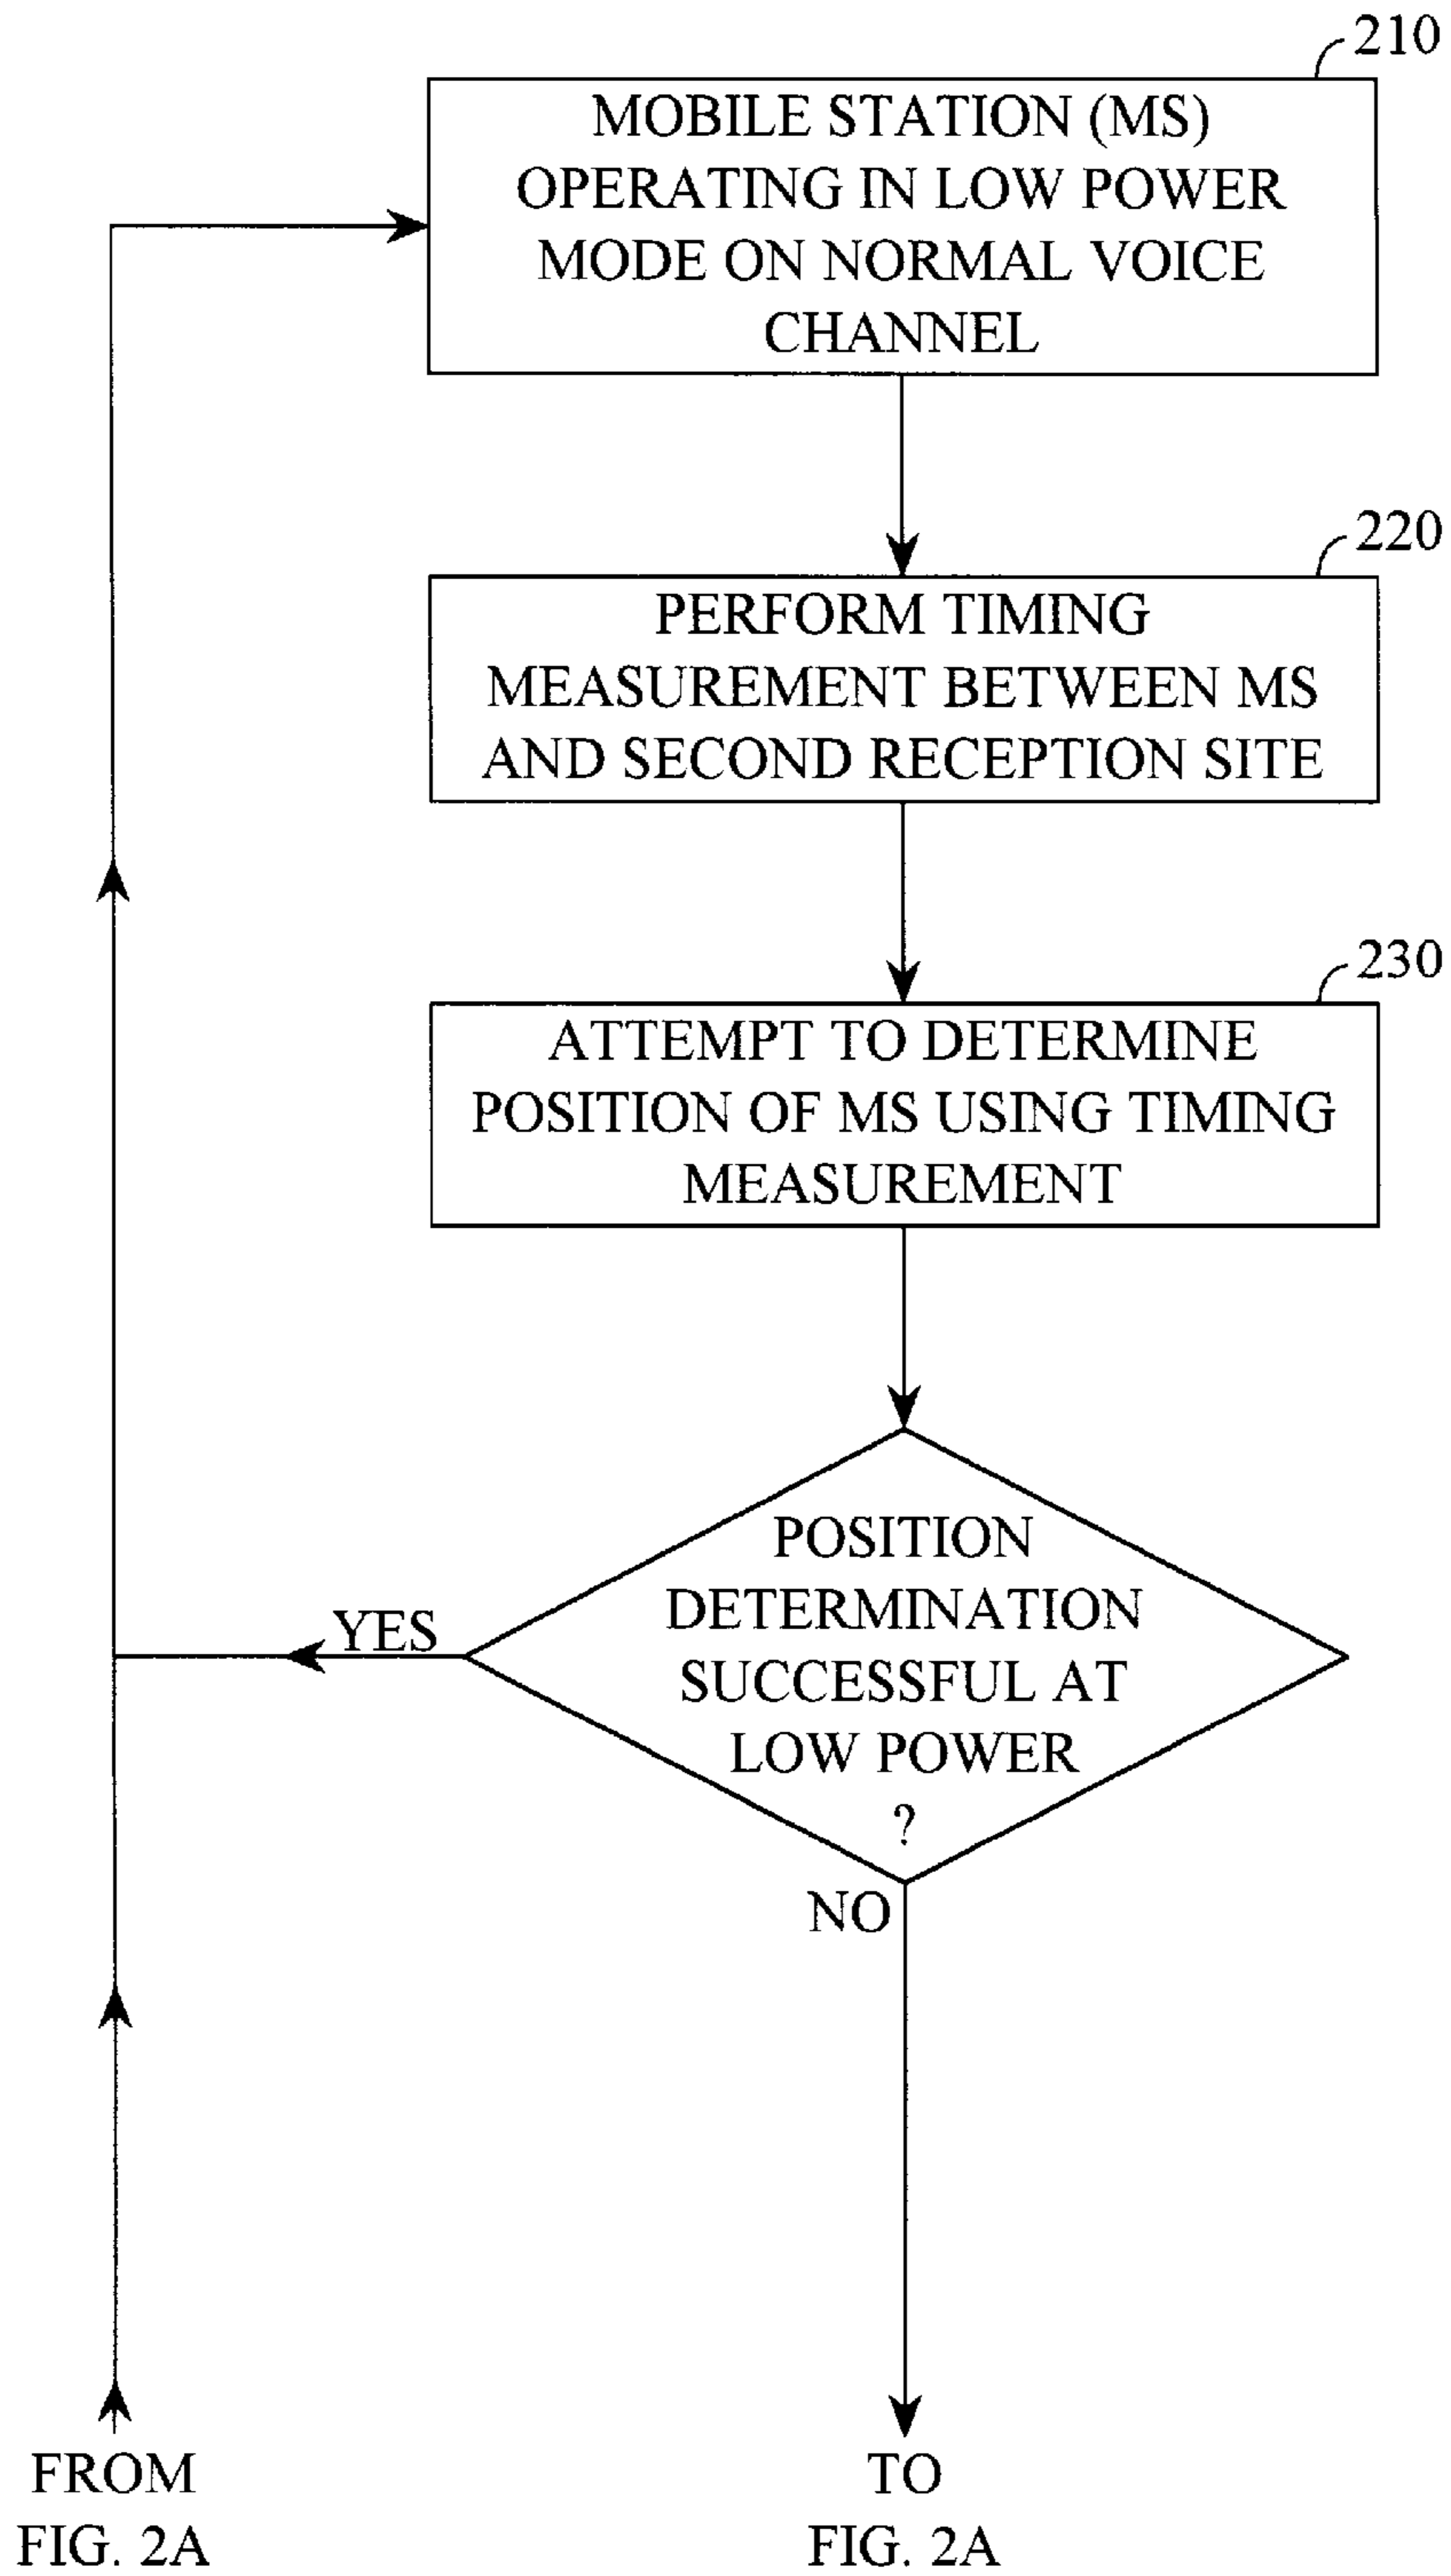 210
MOBILE STATION (MS)
OPERATING IN LOW POWER
MODE ON NORMAL VOICE
CHANNEL
220
PERFORM TIMING
MEASUREMENT BETWEEN MS
AND SECOND RECEPTION SITE
230
ATTEMPT TO DETERMINE
POSITION OF MS USING TIMING
MEASUREMENT
POSITION
DETERMINATION
SUCCESSFUL AT
LOW POWER
?
YES
NO
FROM
FIG. 2A
TO
FIG. 2A